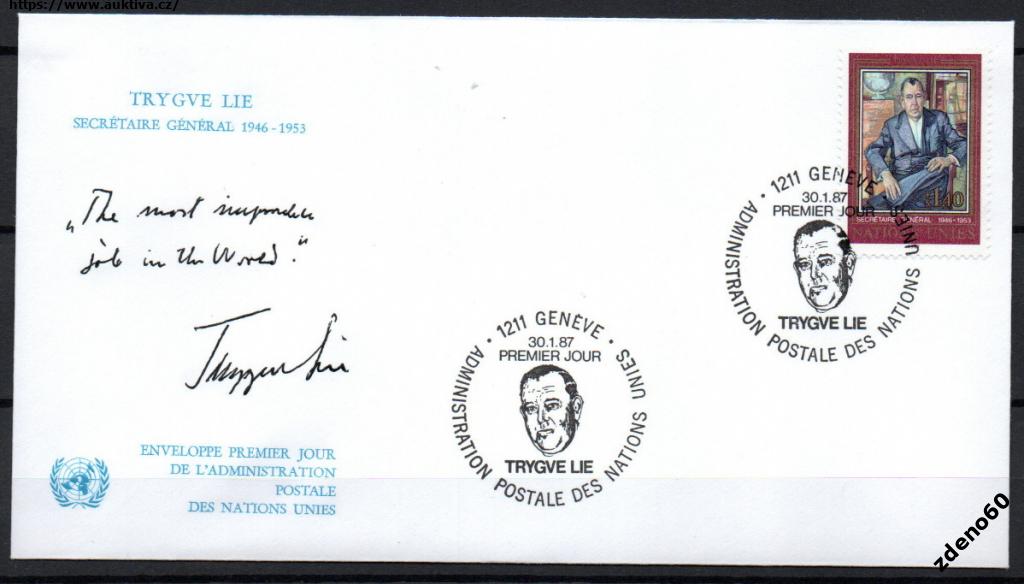 https://www.auktiva.cz/
TRYGVE LIE
SECRÉTAIRE GÉNÉRAL 1946-1953
„The most impossible
job in the World."
Trygve Lie
ENVELOPPE PREMIER JOUR
DE L'ADMINISTRATION
POSTALE
DES NATIONS UNIES
1211 GENÈVE
30.1.87
PREMIER JOUR
TRYGVE LIE
ADMINISTRATION POSTALE DES NATIONS UNIES
1211 GENÈVE
30.1.87
PREMIER JOUR
TRYGVE LIE
ADMINISTRATION POSTALE DES NATIONS UNIES
1.40
SECRÉTAIRE GÉNÉRAL 1946-1953
NATIONS UNIES
zdeno60